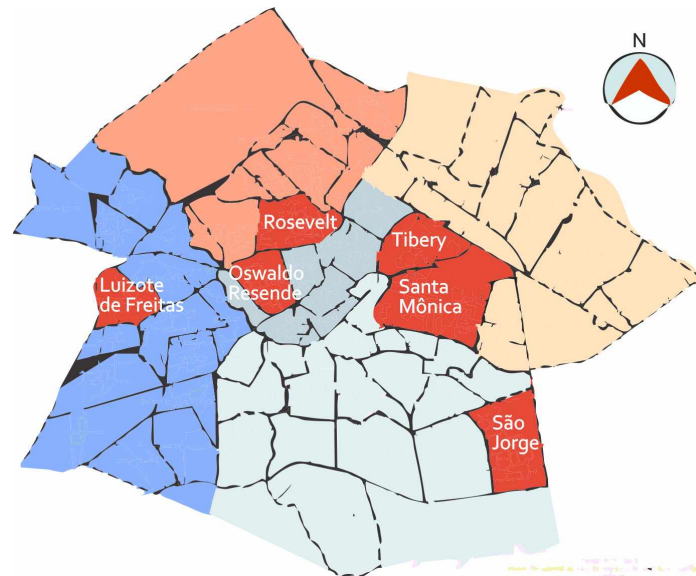 N
Rosevelt
Tibery
Oswaldo
Resende
Luizote
de Freitas
Santa
Mônica
São
Jorge